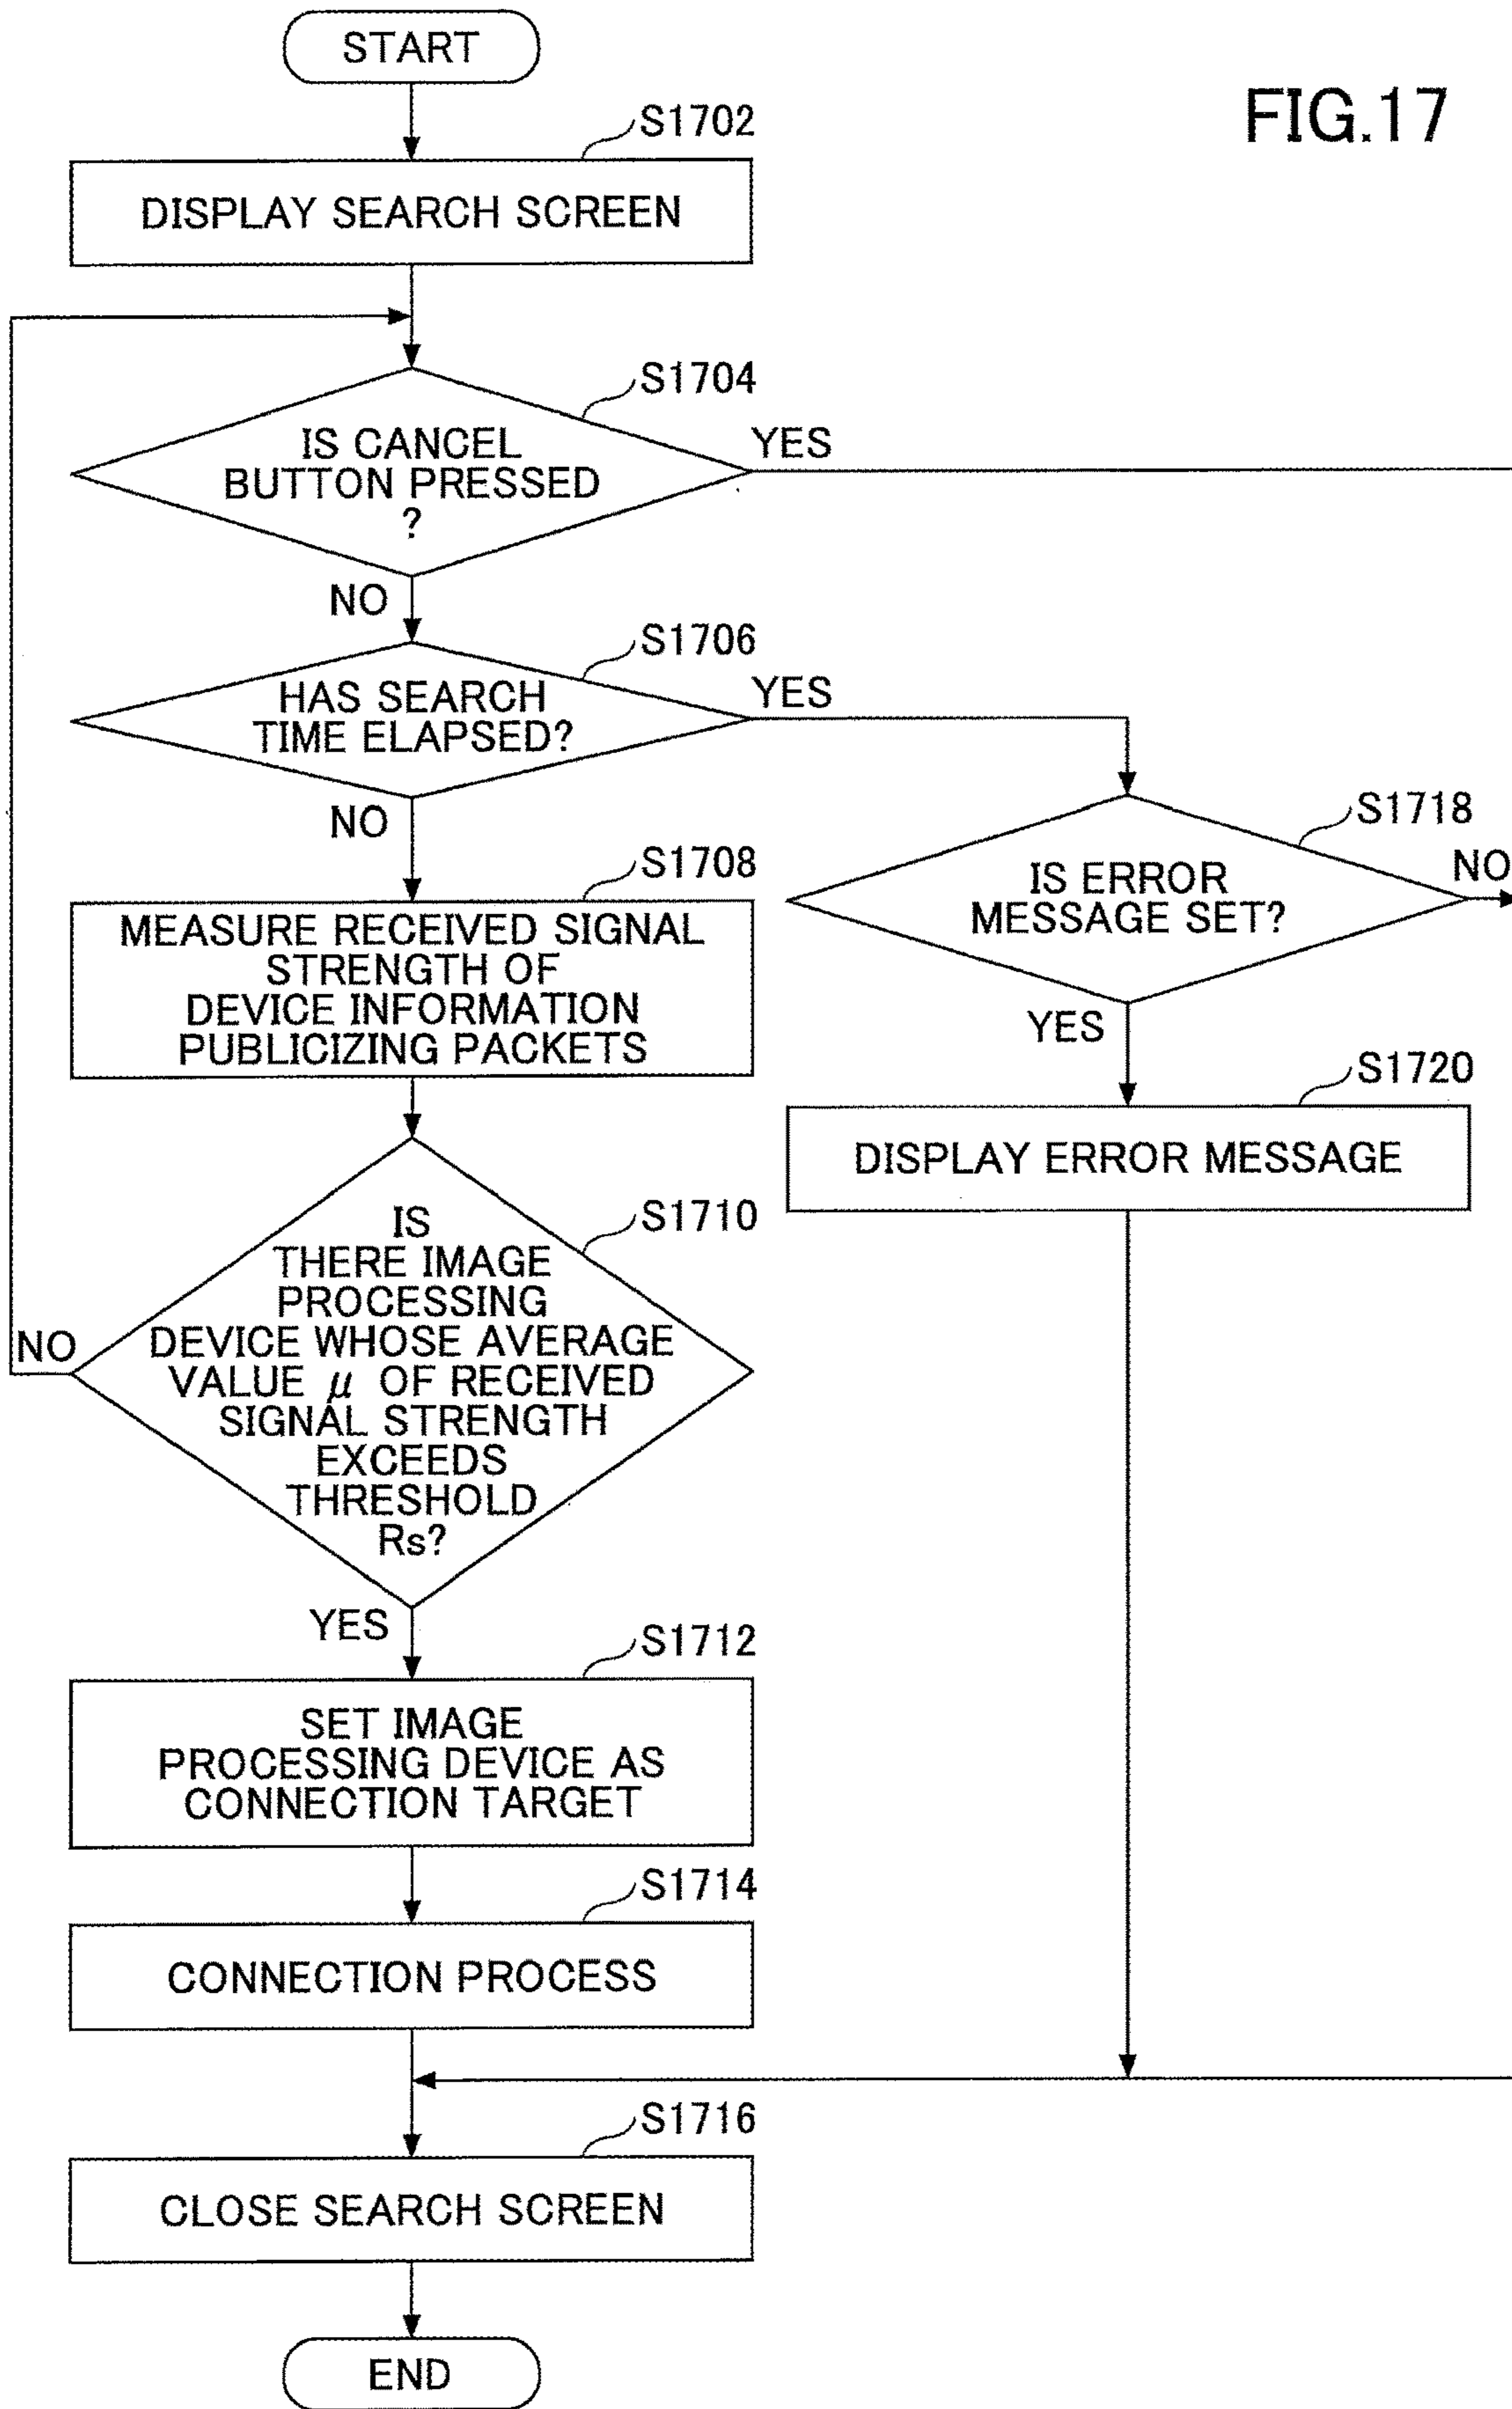 START
FIG.17
S1702
DISPLAY SEARCH SCREEN
S1704
IS CANCEL
BUTTON PRESSED
?
YES
NO
S1706
HAS SEARCH
TIME ELAPSED?
YES
NO
S1718
IS ERROR
MESSAGE SET?
NO
YES
S1708
MEASURE RECEIVED SIGNAL
STRENGTH OF
DEVICE INFORMATION
PUBLICIZING PACKETS
S1720
DISPLAY ERROR MESSAGE
S1710
IS
THERE IMAGE
PROCESSING
DEVICE WHOSE AVERAGE
VALUE μ OF RECEIVED
SIGNAL STRENGTH
EXCEEDS
THRESHOLD
Rs?
NO
YES
S1712
SET IMAGE
PROCESSING DEVICE AS
CONNECTION TARGET
S1714
CONNECTION PROCESS
S1716
CLOSE SEARCH SCREEN
END